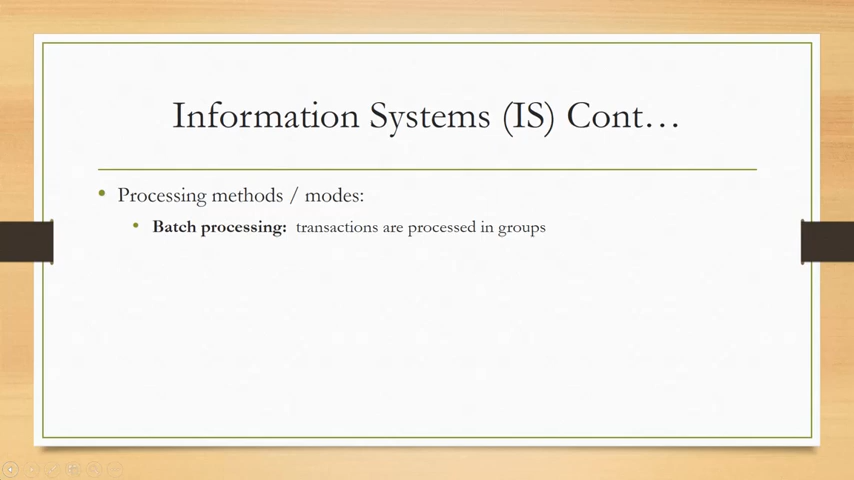 Information Systems (IS) Cont…
• Processing methods / modes:
• Batch processing: transactions are processed in groups